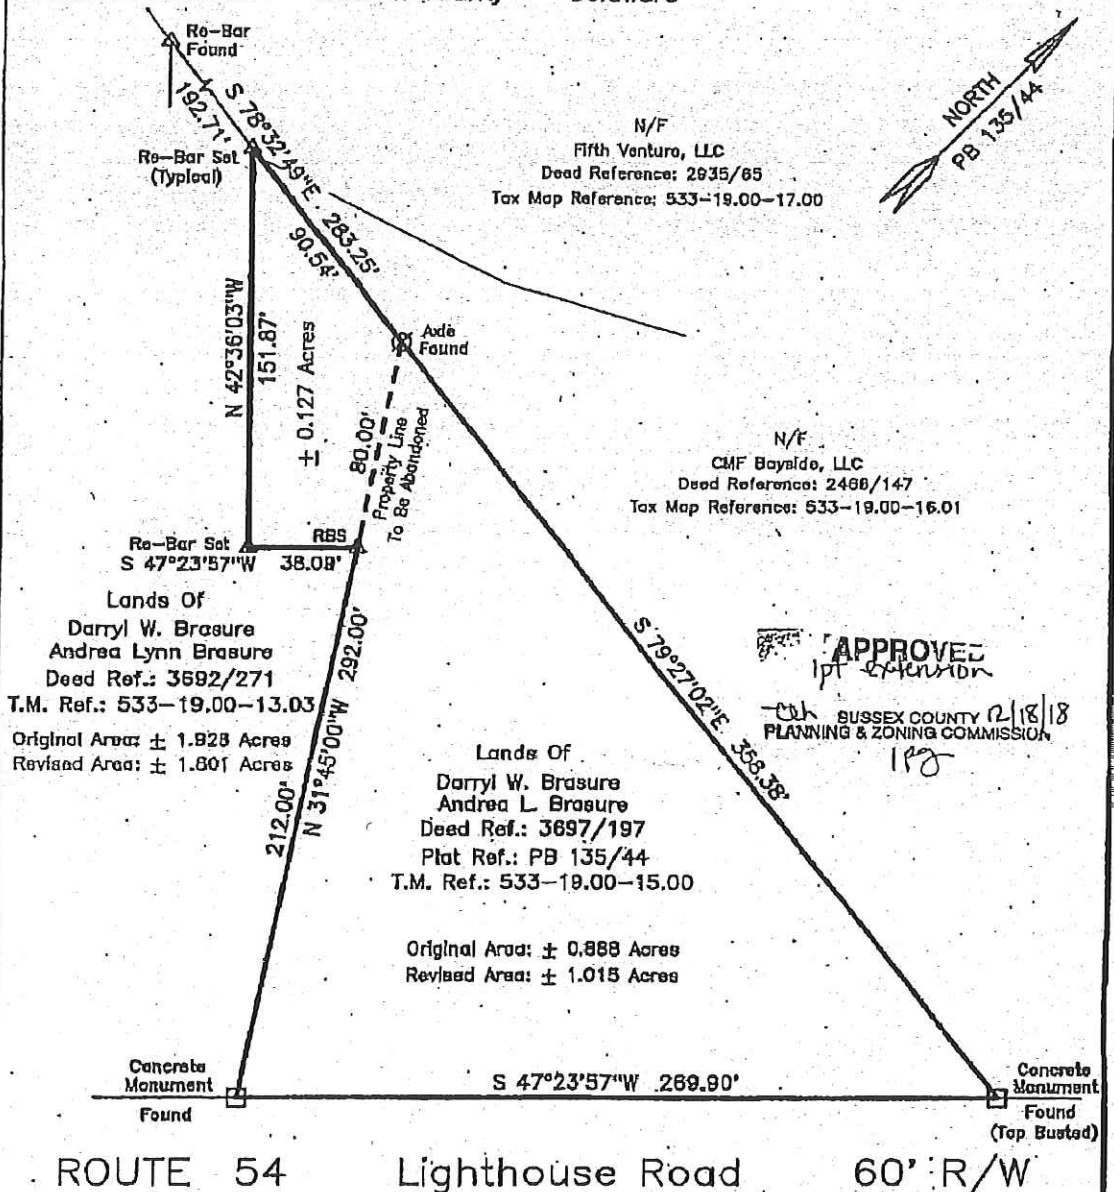 Re-Bar
Found
192.71'
S 78°32'49"E 283.25'
90.54'
Re-Bar Set
(Typical)
NORTH
PB 135/44
N/F
Fifth Venture, LLC
Deed Reference: 2935/65
Tax Map Reference: 533-19.00-17.00
N 42°36'03"W
151.87'
± 0.127 Acres
Axle
Found
80.00'
Property Line
To Be Abandoned
N/F
CMF Bayside, LLC
Deed Reference: 2466/147
Tax Map Reference: 533-19.00-16.01
Re-Bar Set
RBS
S 47°23'57"W 38.09'
Lands Of
Darryl W. Brasure
Andrea Lynn Brasure
Deed Ref.: 3692/271
T.M. Ref.: 533-19.00-13.03
Original Area: ± 1.928 Acres
Revised Area: ± 1.801 Acres
212.00'
N 31°45'00"W 292.00'
S 79°27'02"E 358.38'
APPROVED
1pt extension
SUSSEX COUNTY 12/18/18
PLANNING & ZONING COMMISSION
Lands Of
Darryl W. Brasure
Andrea L. Brasure
Deed Ref.: 3697/197
Plat Ref.: PB 135/44
T.M. Ref.: 533-19.00-15.00
Original Area: ± 0.888 Acres
Revised Area: ± 1.015 Acres
Concrete
Monument
Found
S 47°23'57"W 269.90'
Concrete
Monument
Found
(Top Busted)
ROUTE 54 Lighthouse Road 60' R/W